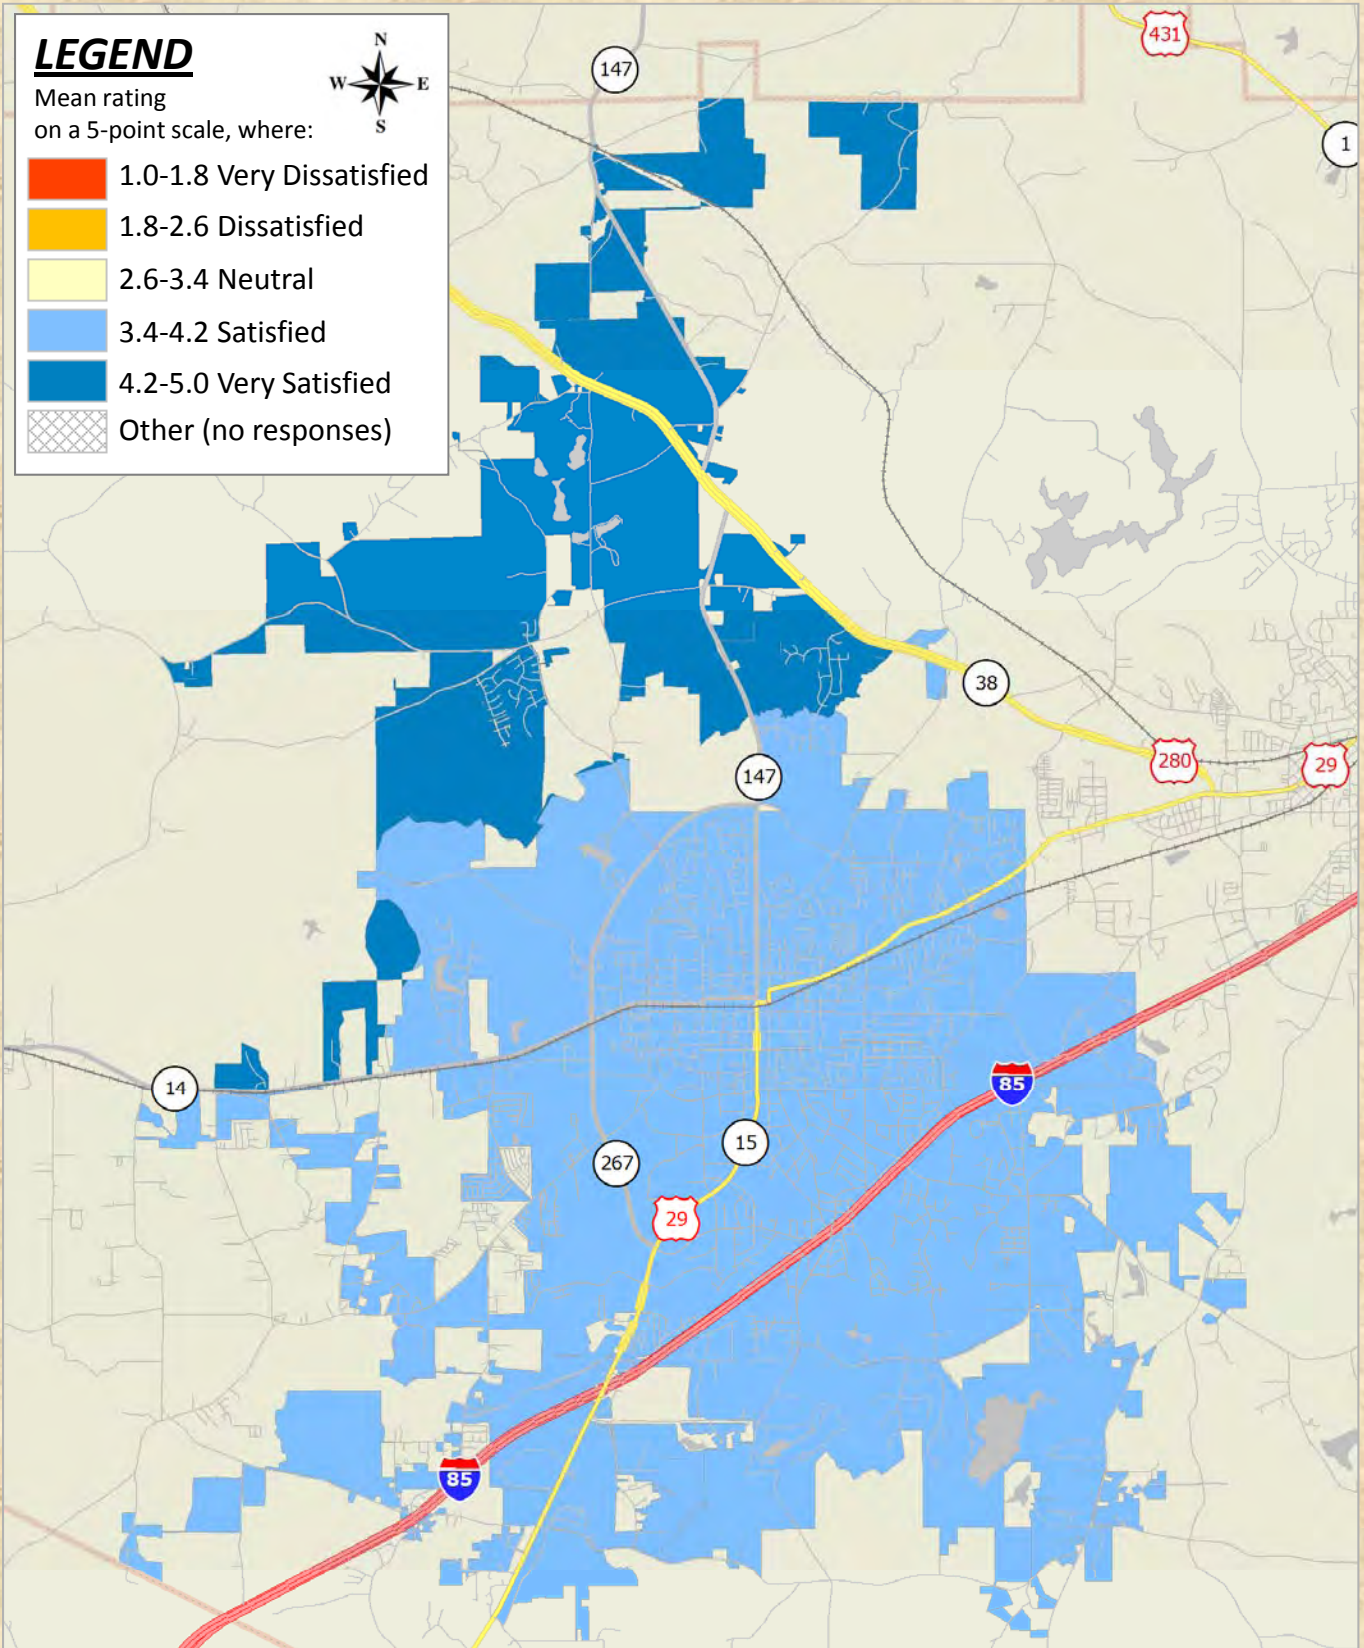 LEGEND
Mean rating
on a 5-point scale, where:
1.0-1.8 Very Dissatisfied
1.8-2.6 Dissatisfied
2.6-3.4 Neutral
3.4-4.2 Satisfied
4.2-5.0 Very Satisfied
Other (no responses)
N
W E
S
147
431
1
38
280
29
147
14
85
15
267
29
85